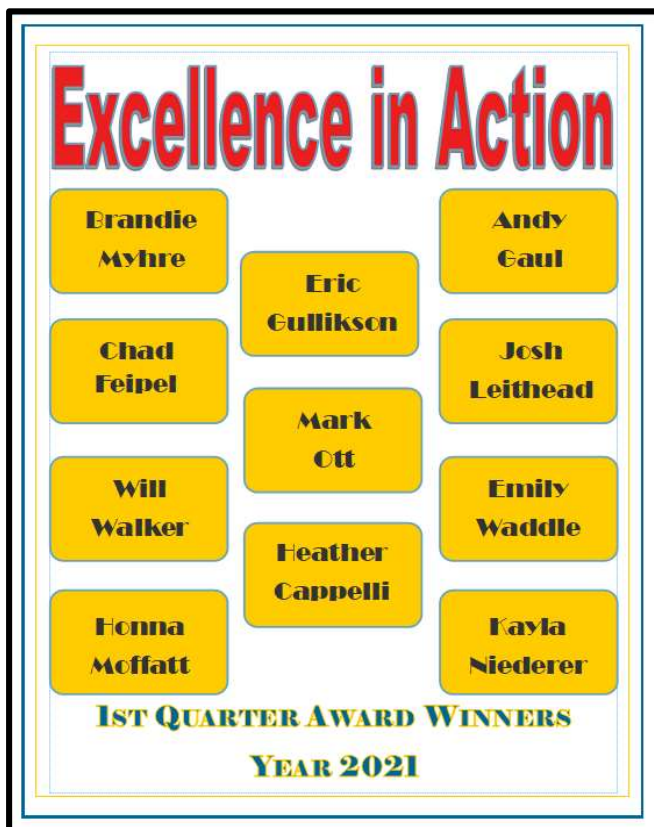 Excellence in Action
Brandie
Myhre
Andy
Gaul
Eric
Gullikson
Chad
Feipel
Josh
Leithead
Mark
Ott
Will
Walker
Emily
Waddle
Heather
Cappelli
Honna
Moffatt
Kayla
Niederer
1ST QUARTER AWARD WINNERS
YEAR 2021